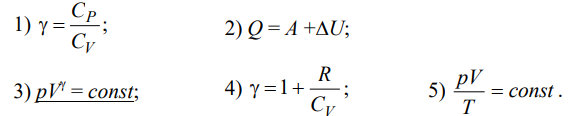 1) γ = C_P / C_V; 2) Q = A +ΔU;
3) pV^γ = const; 4) γ = 1 + R / C_V; 5) pV / T = const .